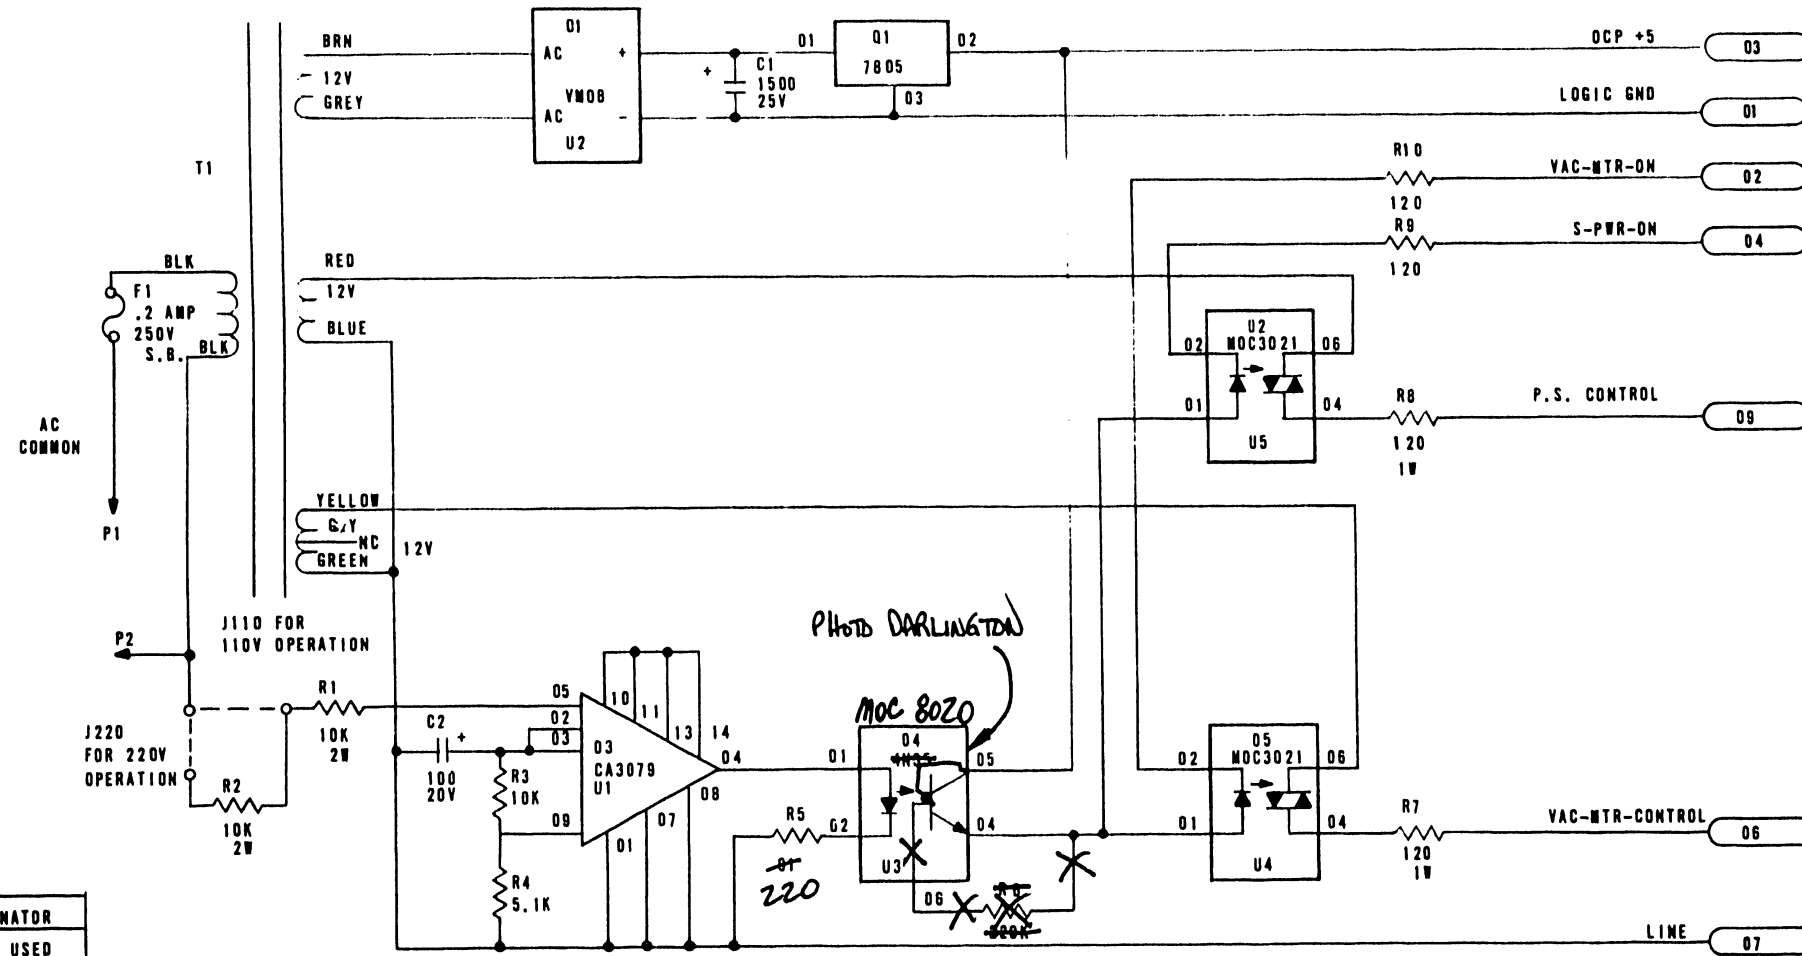 BRN
12V
GREY
01
AC +
VM08
AC -
U2
C1
1500
25V
+
01
Q1
7805
02
03
OCP +5
03
LOGIC GND
01
R10
120
VAC-MTR-ON
02
R9
120
S-PWR-ON
04
T1
BLK
F1
.2 AMP
250V
S.B.
BLK
RED
12V
BLUE
AC
COMMON
P1
02
U2
MOC3021
06
01
04
U5
R8
120
1W
P.S. CONTROL
09
YELLOW
G/Y
NC
GREEN
12V
J110 FOR
110V OPERATION
P2
J220
FOR 220V
OPERATION
R1
10K
2W
R2
10K
2W
C2
+
100
20V
R3
10K
R4
5.1K
05
02
03
09
03
CA3079
U1
10
11
13
14
04
08
07
01
PHOTO DARLINGTON
MOC 8020
01
04
05
02
04
U3
06
R5
01
220
R6
02
05
MOC3021
06
01
04
U4
R7
120
1W
VAC-MTR-CONTROL
06
LINE
07
NATOR
USED